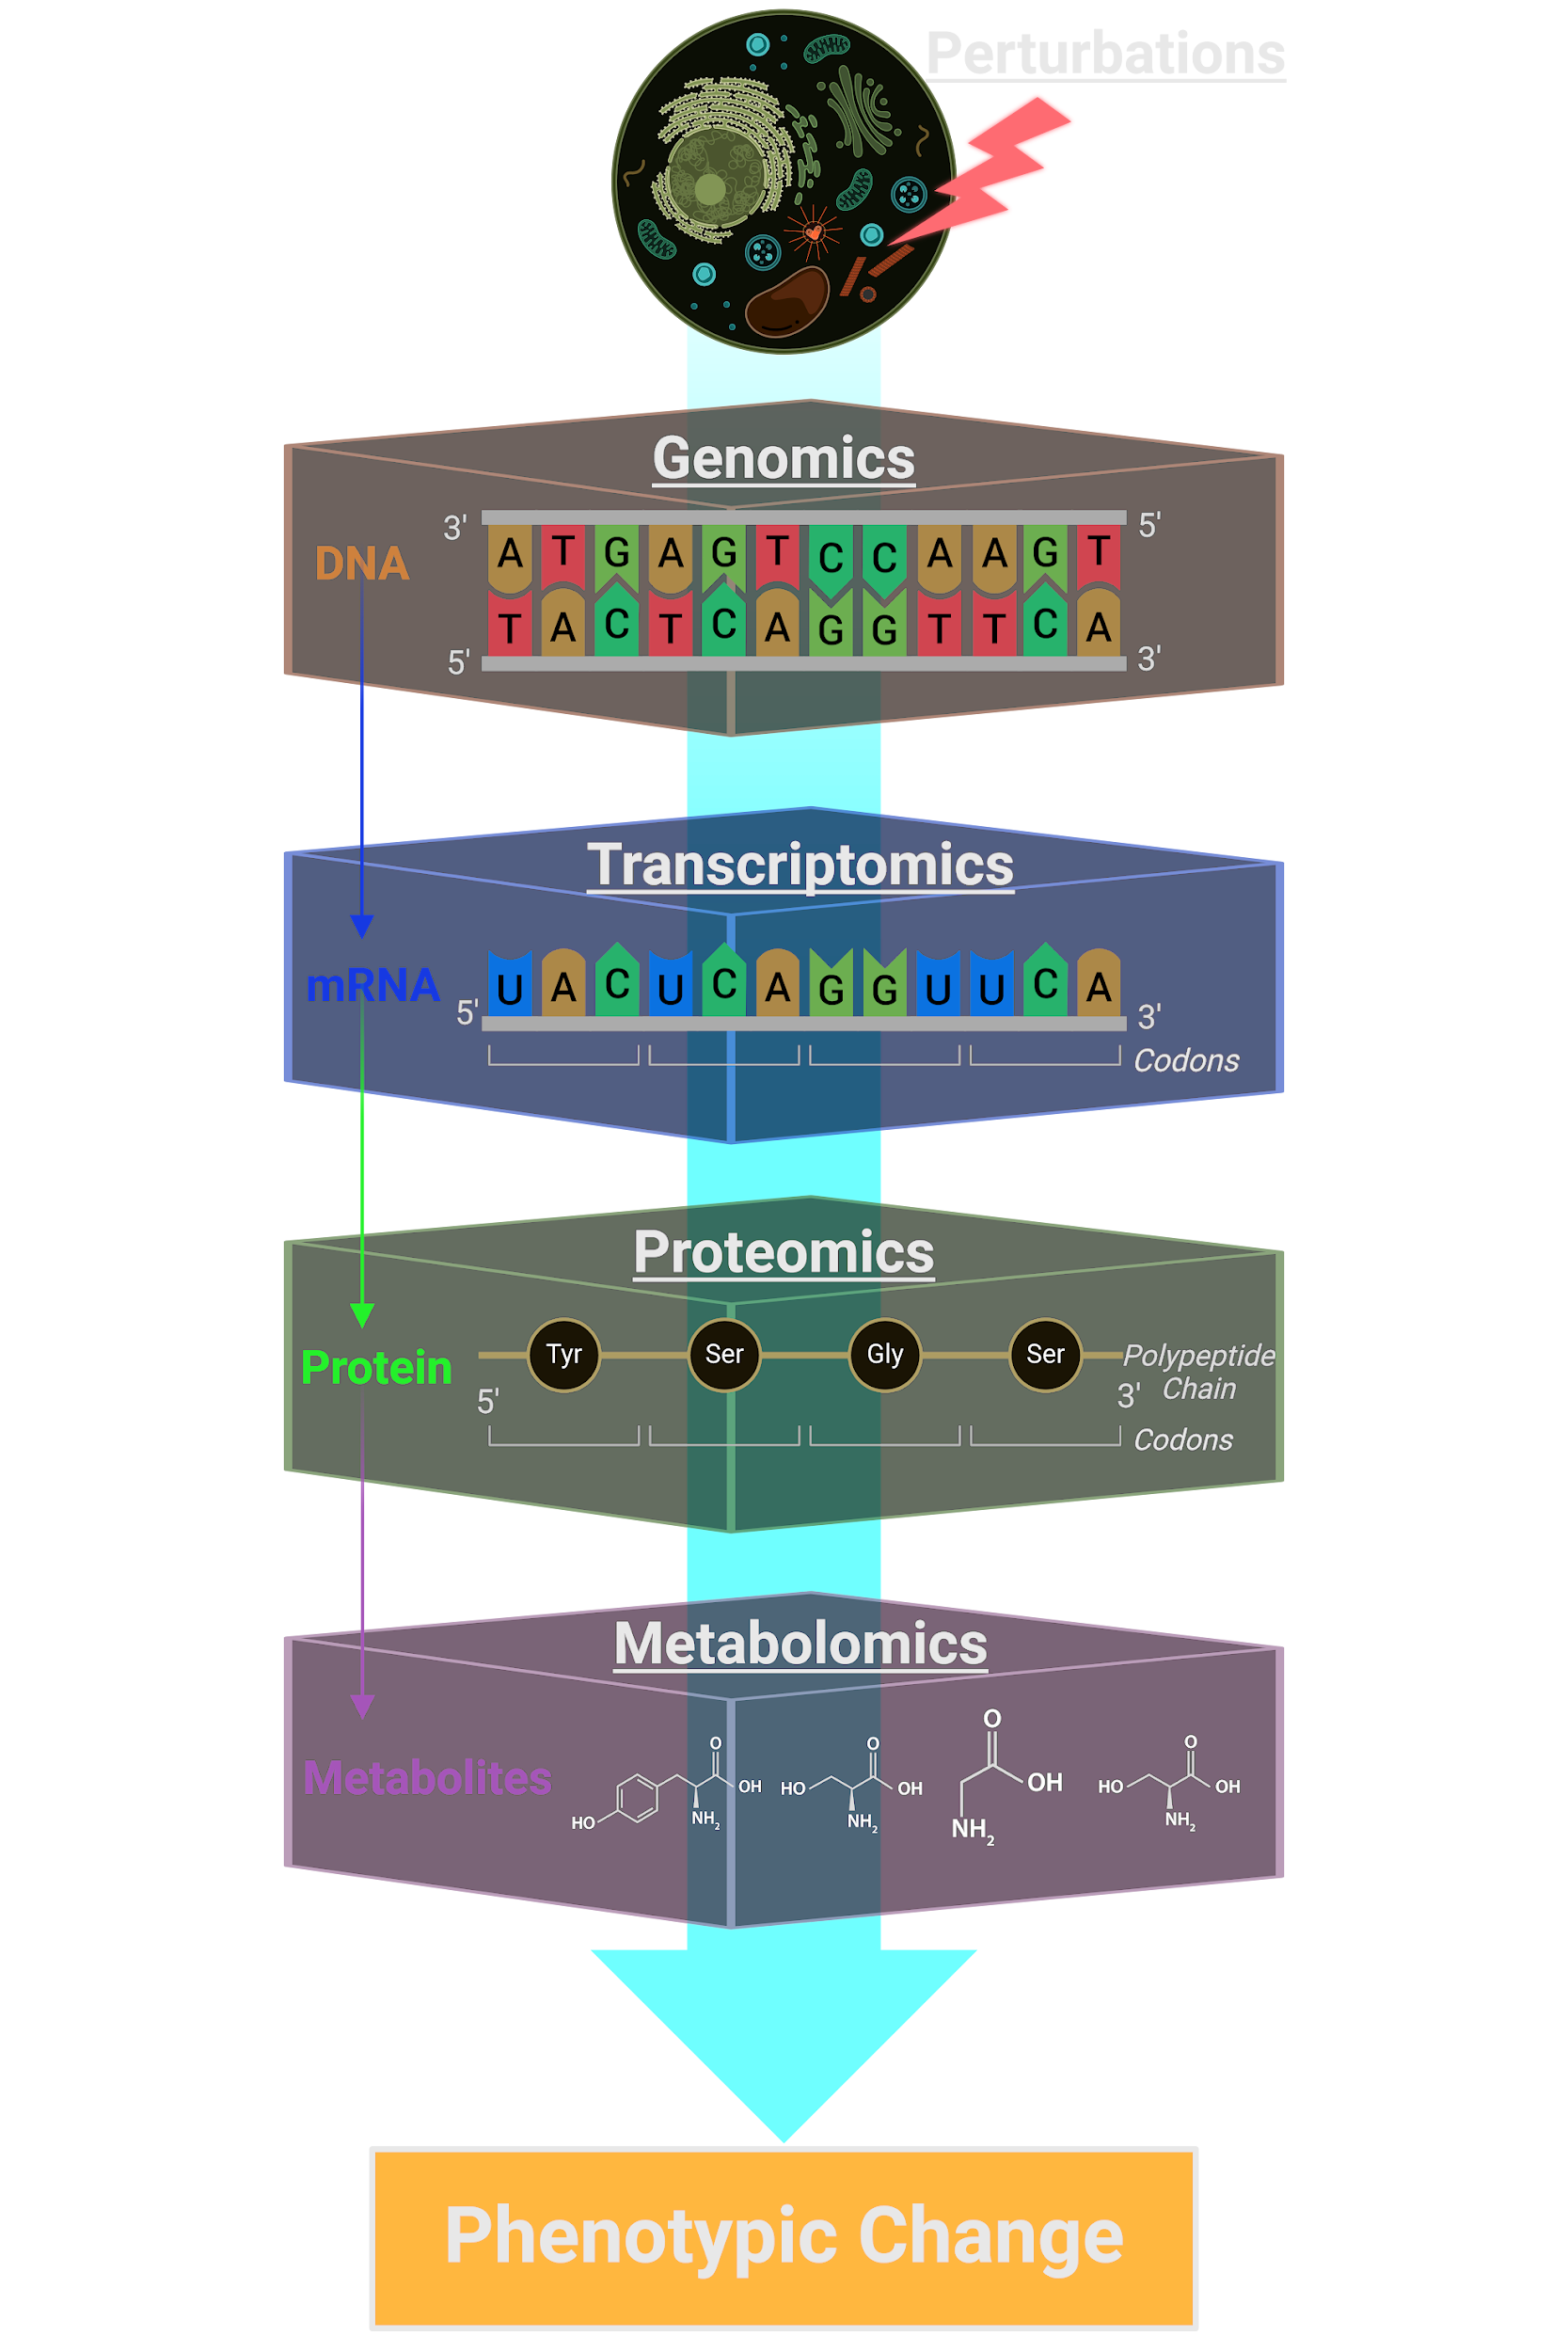 Perturbations
Genomics
3' 5'
DNA
A T G A G T C C A A G T
T A C T C A G G T T C A
5' 3'
Transcriptomics
mRNA
U A C U C A G G U U C A
5' 3'
Codons
Proteomics
Protein
Tyr Ser Gly Ser Polypeptide
Chain
5' 3'
Codons
Metabolomics
Metabolites
HO O OH NH2
HO O OH NH2
O OH NH2
HO O OH NH2
Phenotypic Change